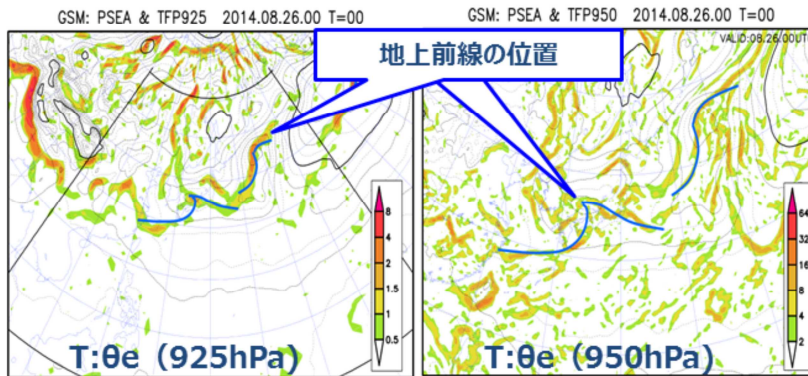 GSM: PSEA & TFP925 2014.08.26.00 T=00
GSM: PSEA & TFP950 2014.08.26.00 T=00
地上前線の位置
VALID:08.26.00UTC
8
4
2
1.5
1
0.5
64
32
16
8
4
2
T:θe（925hPa)
T:θe（950hPa)